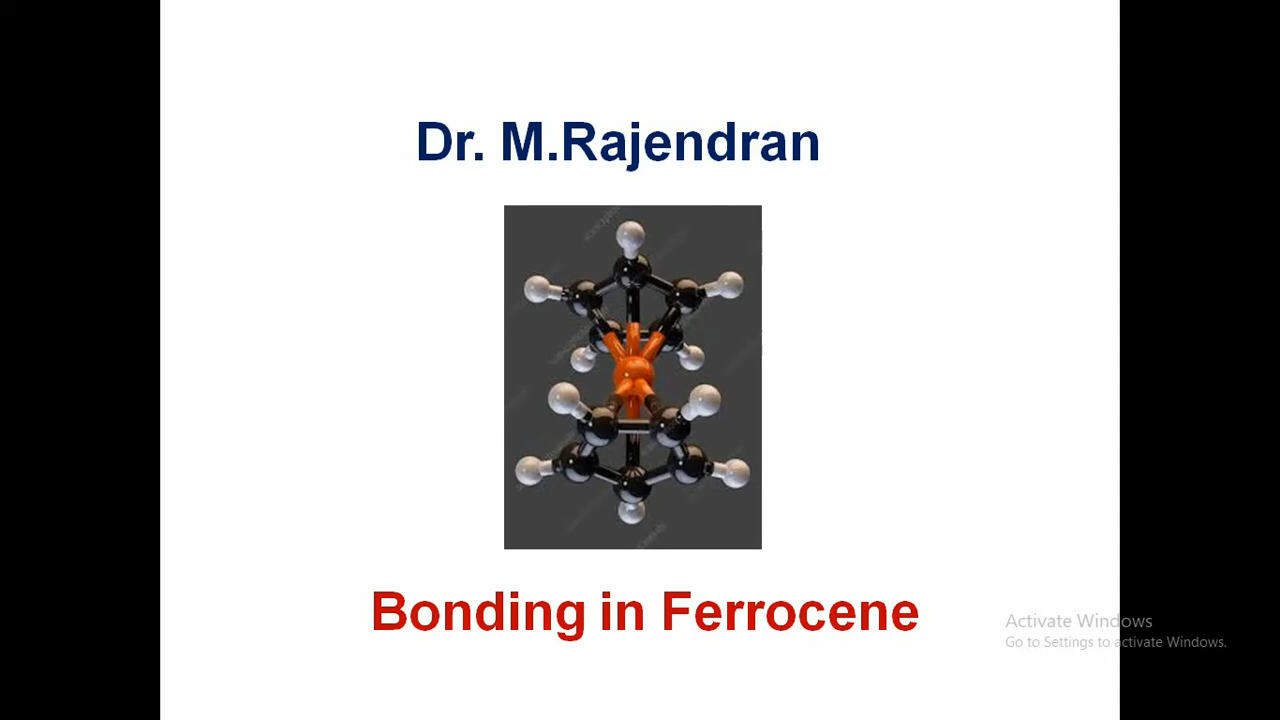 Dr. M.Rajendran
Bonding in Ferrocene
Activate Windows
Go to Settings to activate Windows.